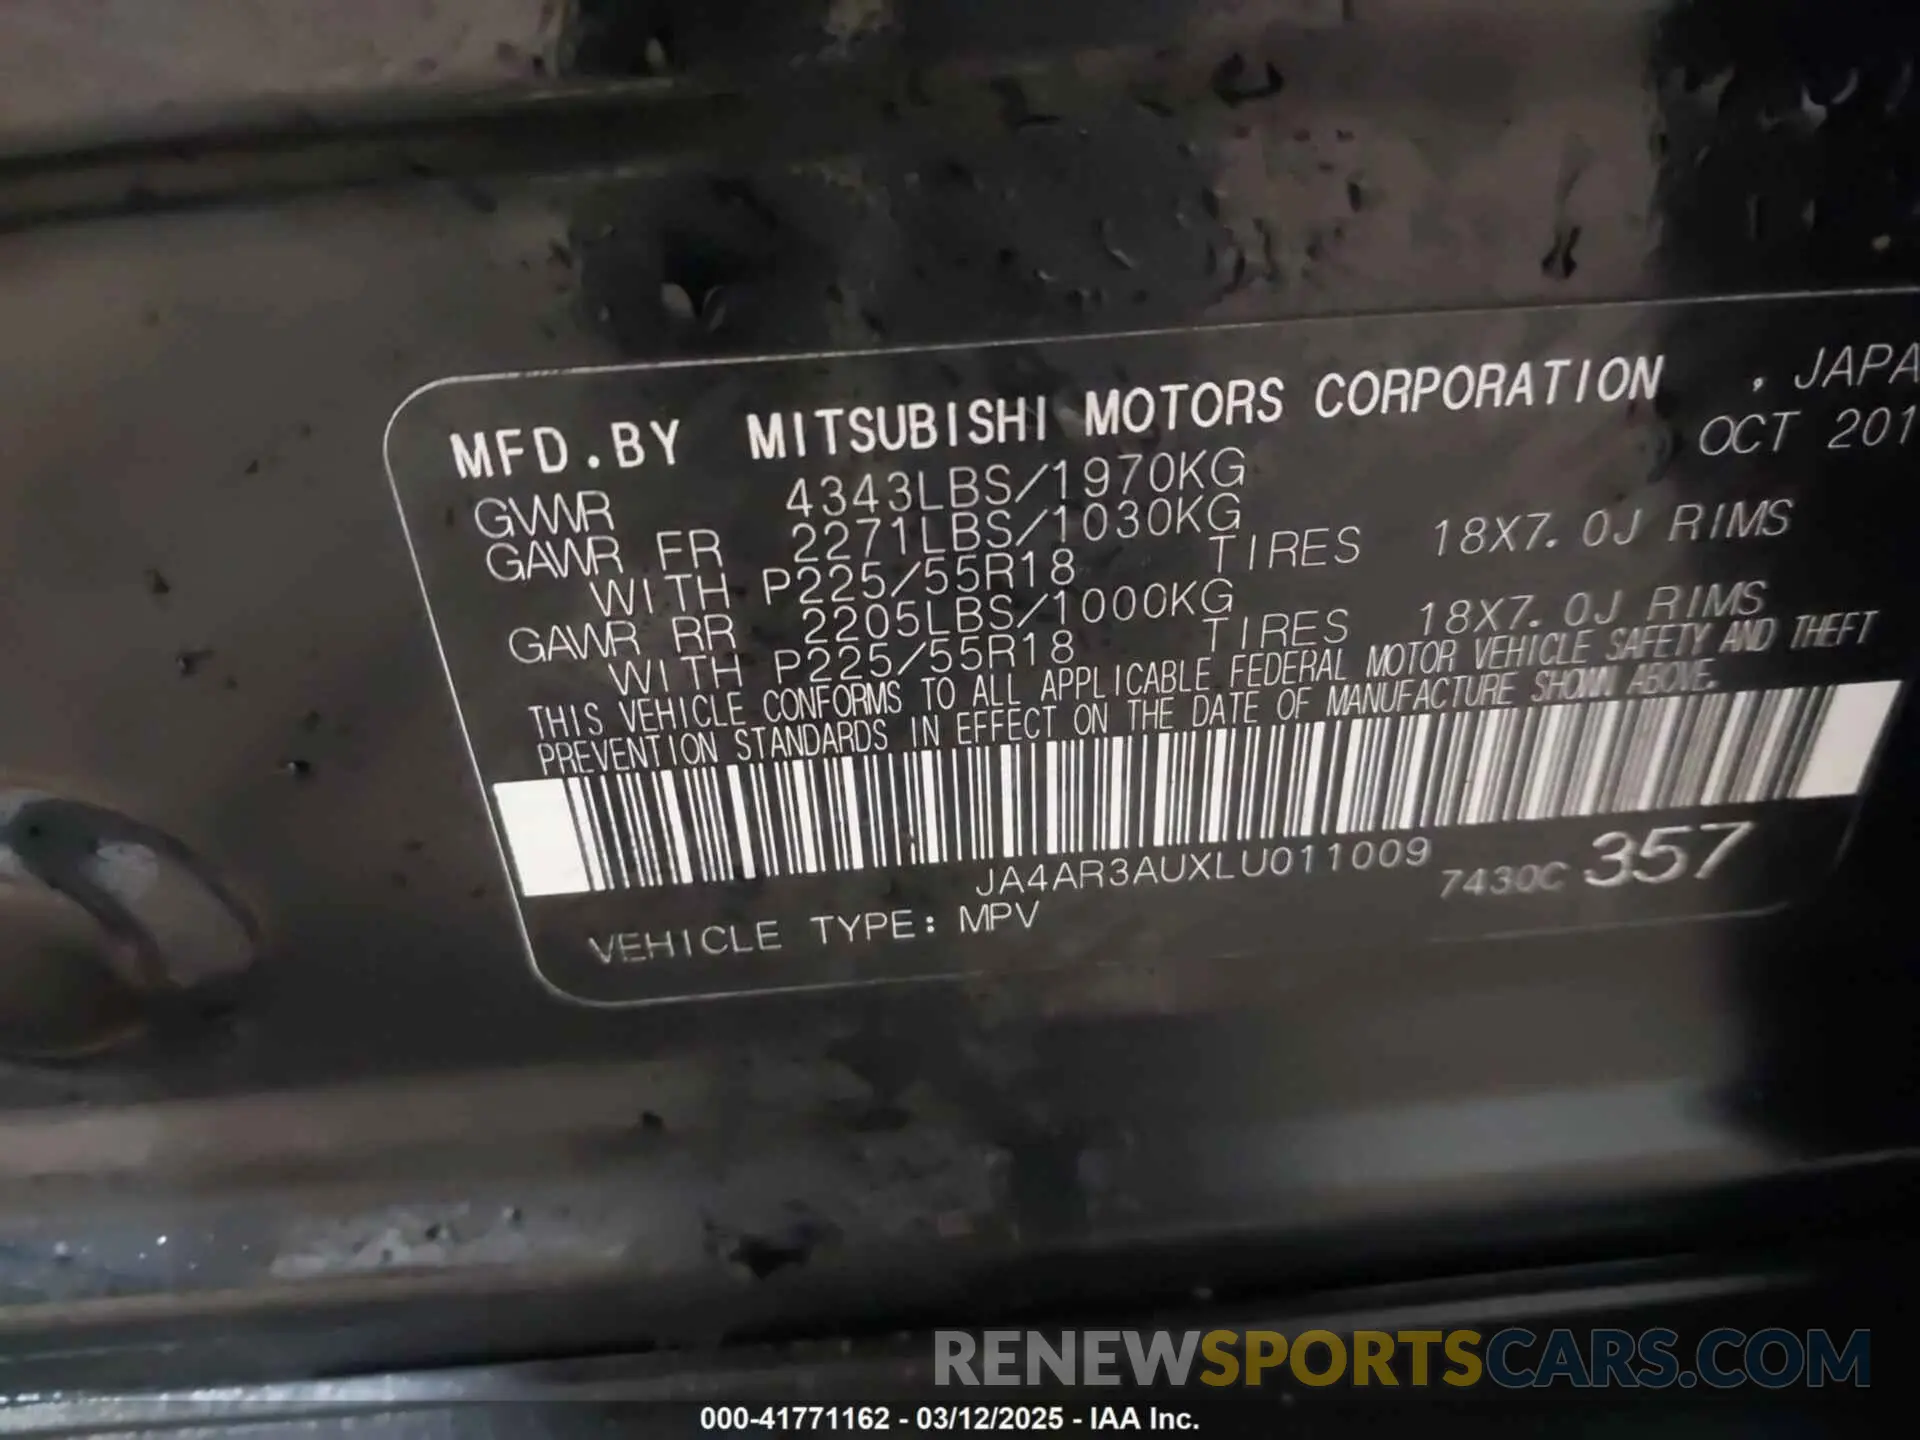 MFD.BY MITSUBISHI MOTORS CORPORATION , JAPA
OCT 201
GVWR 4343LBS/1970KG
GAWR FR 2271LBS/1030KG
WITH P225/55R18 TIRES 18X7.0J RIMS
GAWR RR 2205LBS/1000KG
WITH P225/55R18 TIRES 18X7.0J RIMS
THIS VEHICLE CONFORMS TO ALL APPLICABLE FEDERAL MOTOR VEHICLE SAFETY AND THEFT
PREVENTION STANDARDS IN EFFECT ON THE DATE OF MANUFACTURE SHOWN ABOVE.
JA4AR3AUXLU011009 7430C 357
VEHICLE TYPE: MPV
RENEWSPORTSCARS.COM
000-41771162 - 03/12/2025 - IAA Inc.